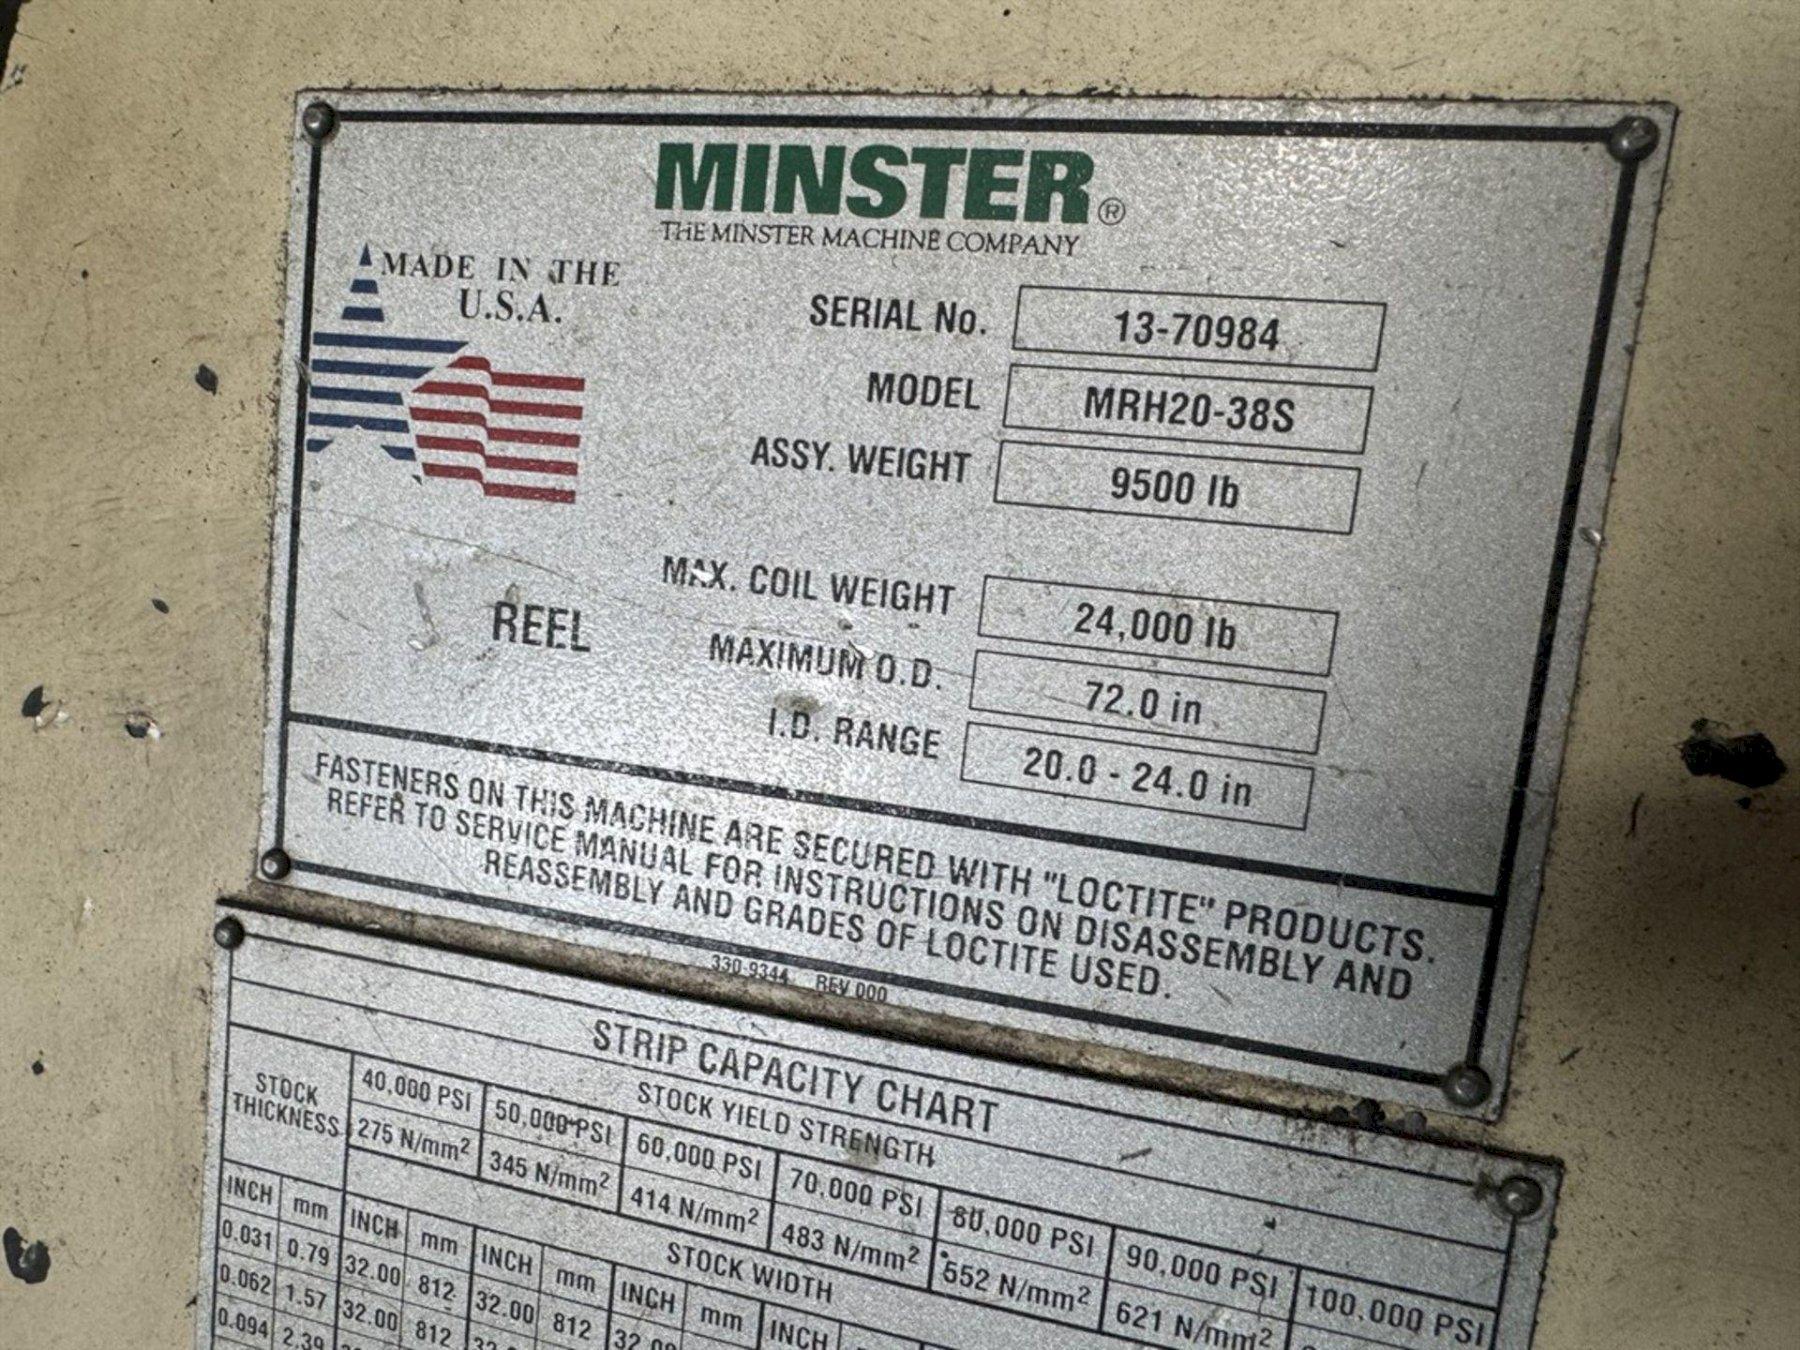 MINSTER®
THE MINSTER MACHINE COMPANY
MADE IN THE
U.S.A.
SERIAL No. 13-70984
MODEL MRH20-38S
ASSY. WEIGHT 9500 lb
REEL
MAX. COIL WEIGHT 24,000 lb
MAXIMUM O.D. 72.0 in
I.D. RANGE 20.0 - 24.0 in
FASTENERS ON THIS MACHINE ARE SECURED WITH "LOCTITE" PRODUCTS.
REFER TO SERVICE MANUAL FOR INSTRUCTIONS ON DISASSEMBLY AND
REASSEMBLY AND GRADES OF LOCTITE USED.
330-9344 REV 000
STRIP CAPACITY CHART
STOCK THICKNESS
STOCK YIELD STRENGTH
40,000 PSI 50,000 PSI 60,000 PSI 70,000 PSI 80,000 PSI 90,000 PSI 100,000 PSI
275 N/mm² 345 N/mm² 414 N/mm² 483 N/mm² 552 N/mm² 621 N/mm²
STOCK WIDTH
INCH mm INCH mm INCH mm INCH mm INCH
0.031 0.79 32.00 812 32.00 812 32.00
0.062 1.57 32.00 812
0.094 2.39